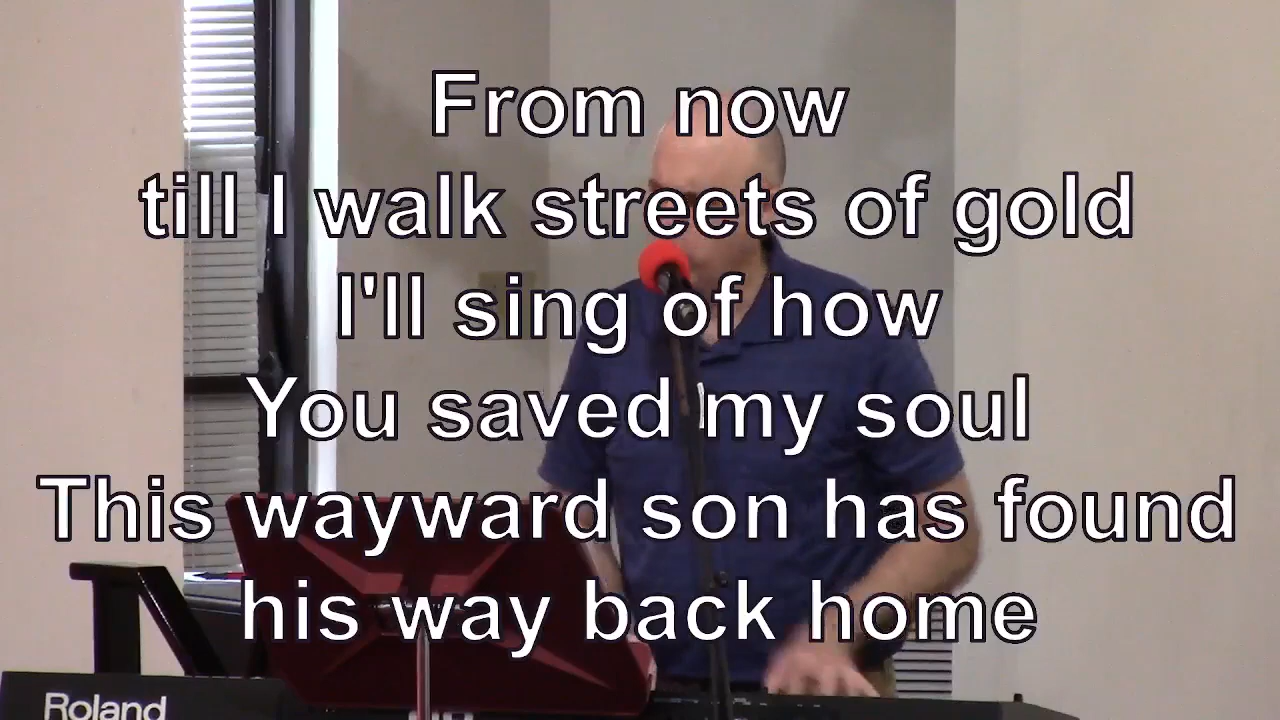 From now
till I walk streets of gold
I'll sing of how
You saved my soul
This wayward son has found
his way back home
Roland